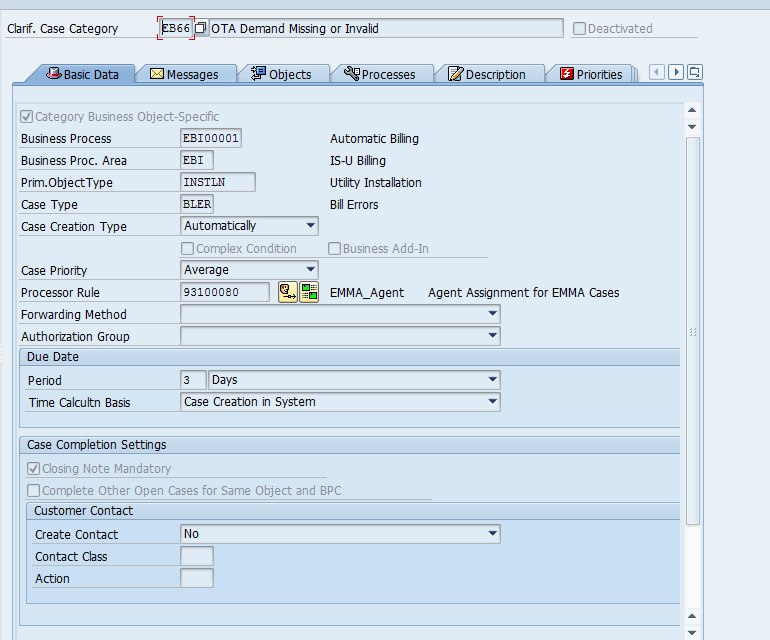 Clarif. Case Category EB66 OTA Demand Missing or Invalid Deactivated
Basic Data Messages Objects Processes Description Priorities
Category Business Object-Specific
Business Process EBI00001 Automatic Billing
Business Proc. Area EBI IS-U Billing
Prim.ObjectType INSTLN Utility Installation
Case Type BLER Bill Errors
Case Creation Type Automatically
Complex Condition Business Add-In
Case Priority Average
Processor Rule 93100080 EMMA_Agent Agent Assignment for EMMA Cases
Forwarding Method
Authorization Group
Due Date
Period 3 Days
Time Calcultn Basis Case Creation in System
Case Completion Settings
Closing Note Mandatory
Complete Other Open Cases for Same Object and BPC
Customer Contact
Create Contact No
Contact Class
Action